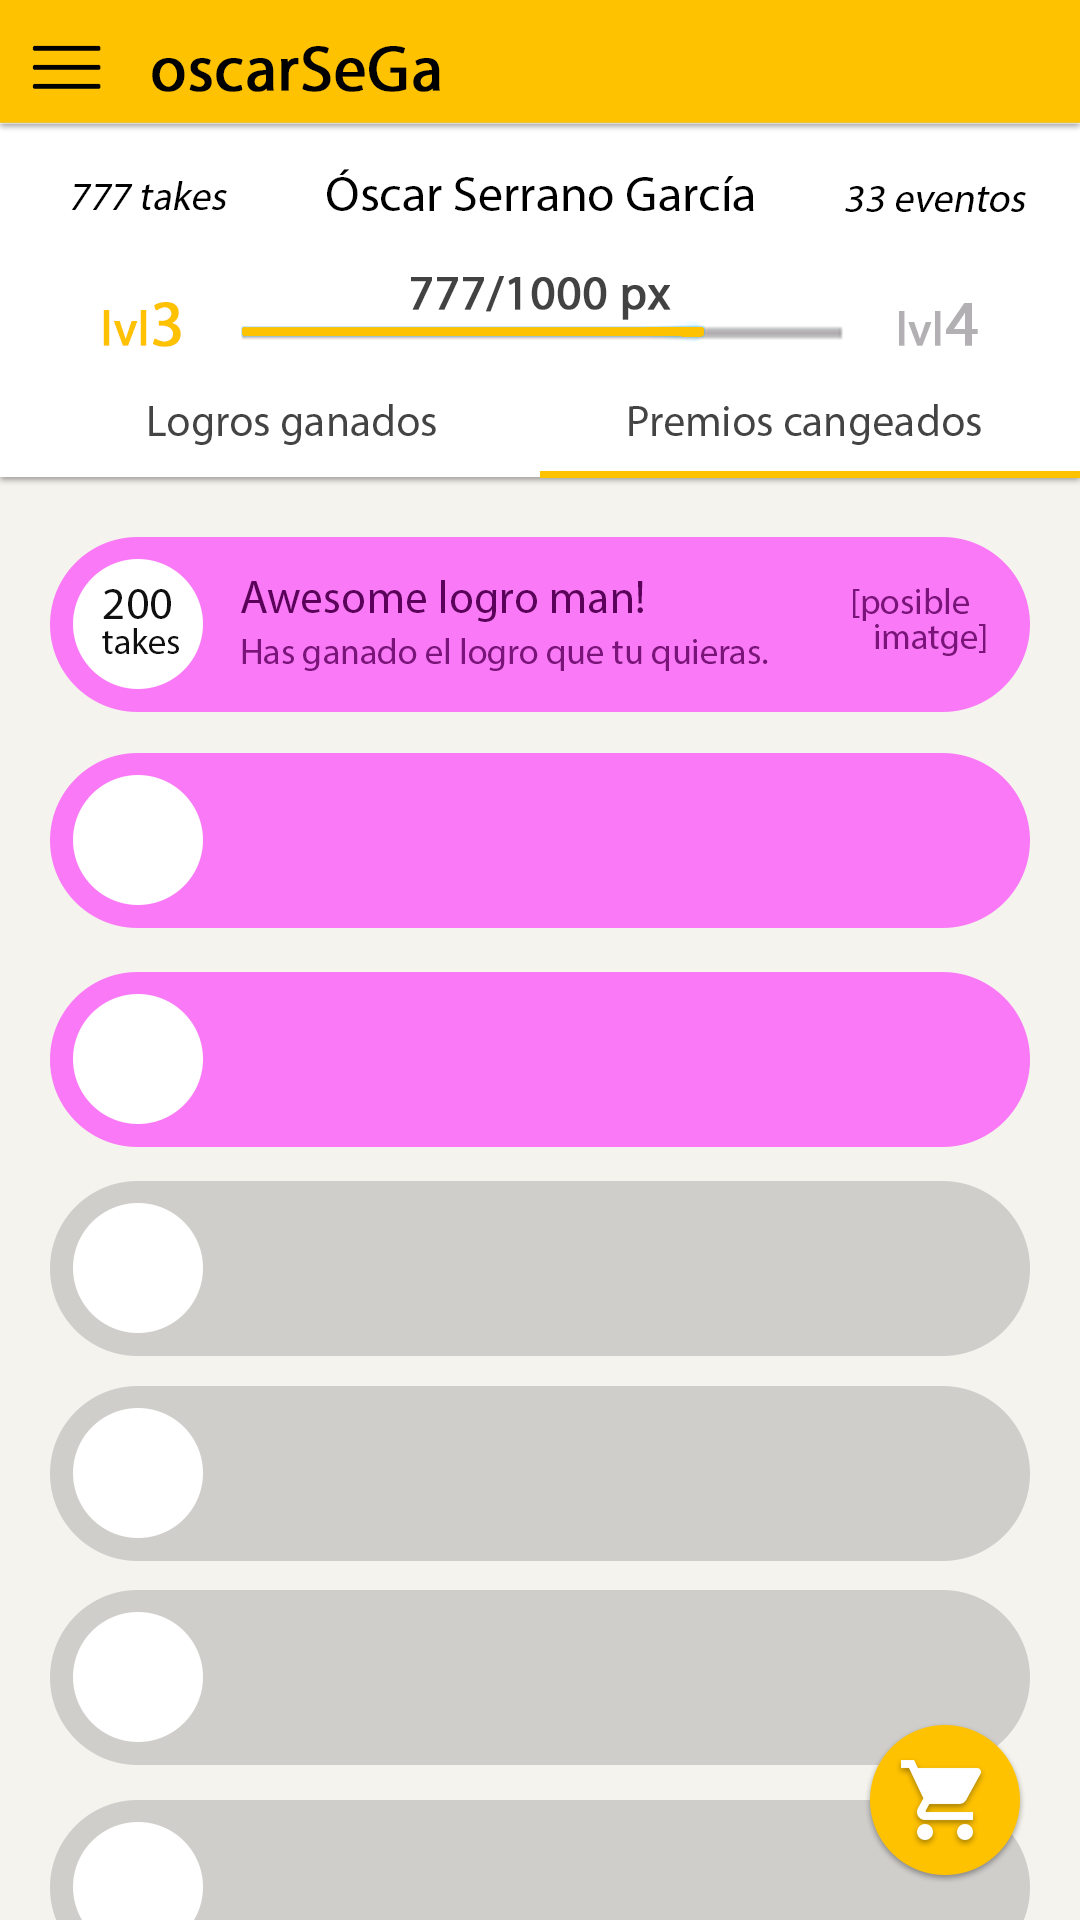 oscarSeGa
777 takes
Óscar Serrano García
33 eventos
777/1000 px
lvl3
lvl4
Logros ganados
Premios cangeados
200
takes
Awesome logro man!
Has ganado el logro que tu quieras.
[posible
imatge]